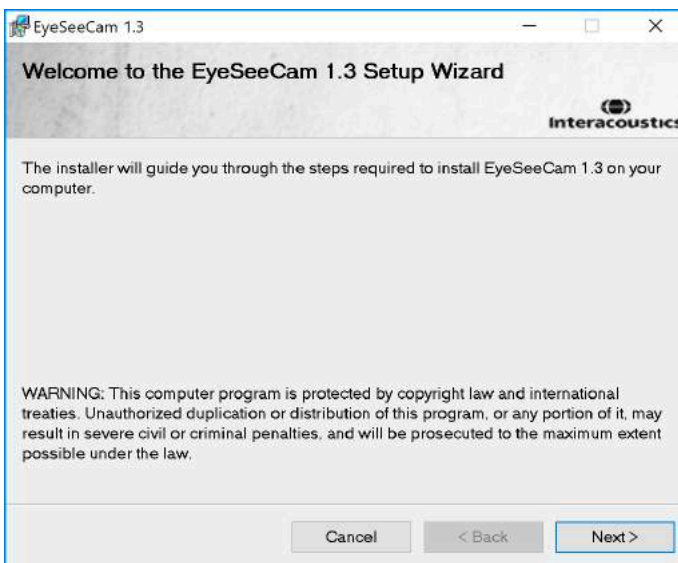 EyeSeeCam 1.3
Welcome to the EyeSeeCam 1.3 Setup Wizard
Interacoustics
The installer will guide you through the steps required to install EyeSeeCam 1.3 on your
computer.
WARNING: This computer program is protected by copyright law and international
treaties. Unauthorized duplication or distribution of this program, or any portion of it, may
result in severe civil or criminal penalties, and will be prosecuted to the maximum extent
possible under the law.
Cancel
< Back
Next >